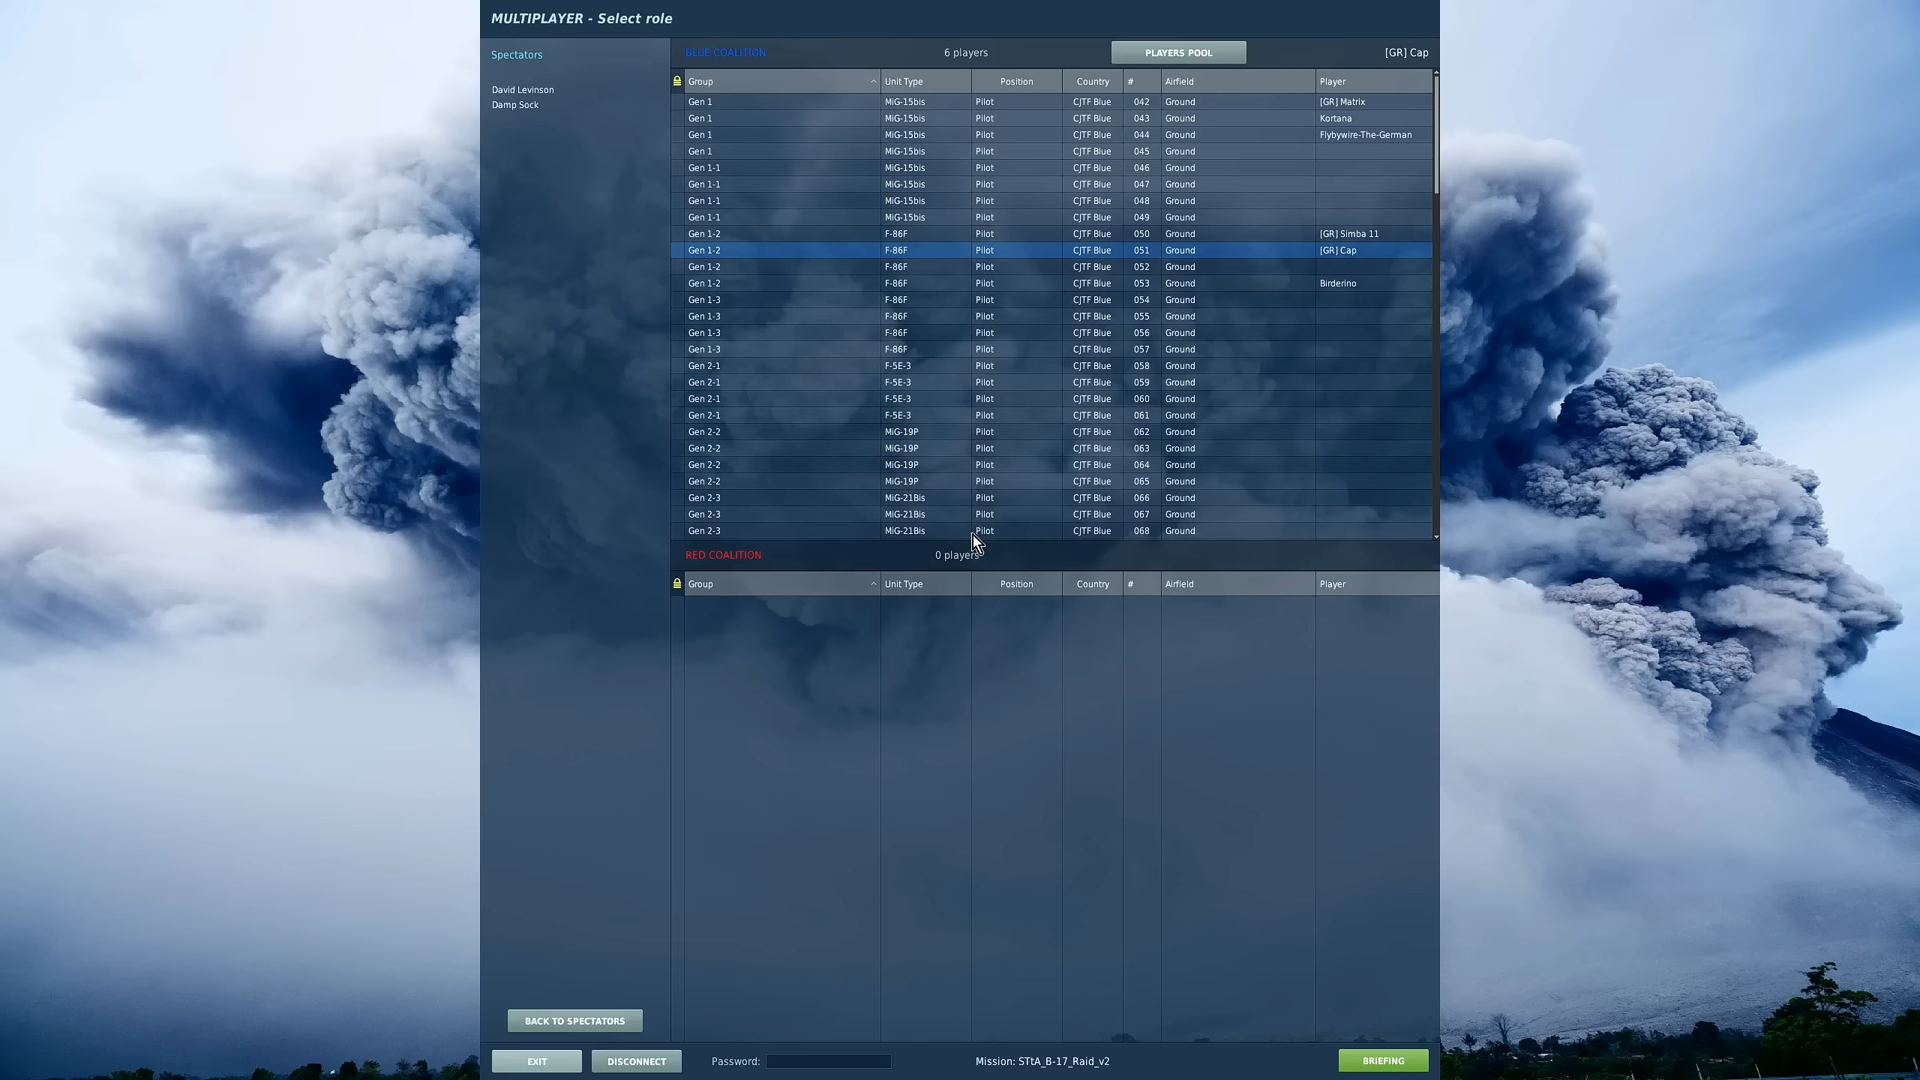 MULTIPLAYER - Select role
Spectators
David Levinson
Damp Sock
BLUE COALITION 6 players PLAYERS POOL [GR] Cap
Group Unit Type Position Country # Airfield Player
Gen 1 MiG-15bis Pilot CJTF Blue 042 Ground [GR] Matrix
Gen 1 MiG-15bis Pilot CJTF Blue 043 Ground Kortana
Gen 1 MiG-15bis Pilot CJTF Blue 044 Ground Flybywire-The-German
Gen 1 MiG-15bis Pilot CJTF Blue 045 Ground
Gen 1-1 MiG-15bis Pilot CJTF Blue 046 Ground
Gen 1-1 MiG-15bis Pilot CJTF Blue 047 Ground
Gen 1-1 MiG-15bis Pilot CJTF Blue 048 Ground
Gen 1-1 MiG-15bis Pilot CJTF Blue 049 Ground
Gen 1-2 F-86F Pilot CJTF Blue 050 Ground [GR] Simba 11
Gen 1-2 F-86F Pilot CJTF Blue 051 Ground [GR] Cap
Gen 1-2 F-86F Pilot CJTF Blue 052 Ground
Gen 1-2 F-86F Pilot CJTF Blue 053 Ground Birderino
Gen 1-3 F-86F Pilot CJTF Blue 054 Ground
Gen 1-3 F-86F Pilot CJTF Blue 055 Ground
Gen 1-3 F-86F Pilot CJTF Blue 056 Ground
Gen 1-3 F-86F Pilot CJTF Blue 057 Ground
Gen 2-1 F-5E-3 Pilot CJTF Blue 058 Ground
Gen 2-1 F-5E-3 Pilot CJTF Blue 059 Ground
Gen 2-1 F-5E-3 Pilot CJTF Blue 060 Ground
Gen 2-1 F-5E-3 Pilot CJTF Blue 061 Ground
Gen 2-2 MiG-19P Pilot CJTF Blue 062 Ground
Gen 2-2 MiG-19P Pilot CJTF Blue 063 Ground
Gen 2-2 MiG-19P Pilot CJTF Blue 064 Ground
Gen 2-2 MiG-19P Pilot CJTF Blue 065 Ground
Gen 2-3 MiG-21Bis Pilot CJTF Blue 066 Ground
Gen 2-3 MiG-21Bis Pilot CJTF Blue 067 Ground
Gen 2-3 MiG-21Bis Pilot CJTF Blue 068 Ground
RED COALITION 0 players
Group Unit Type Position Country # Airfield Player
BACK TO SPECTATORS
EXIT DISCONNECT Password: Mission: STtA_B-17_Raid_v2 BRIEFING